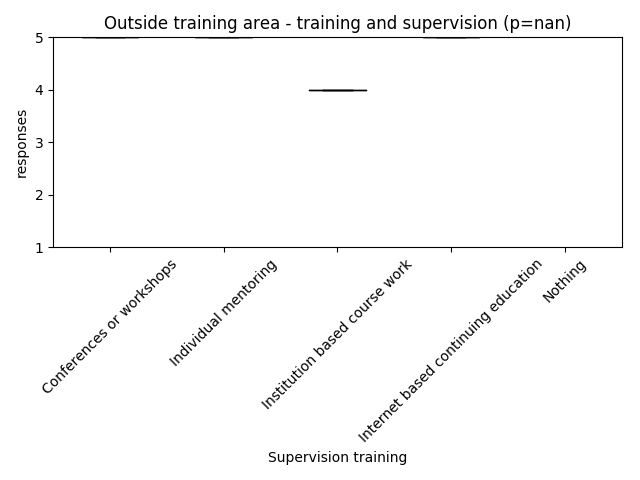 Outside training area - training and supervision (p=nan)
5
4
3
2
1
responses
Conferences or workshops
Individual mentoring
Institution based course work
Internet based continuing education
Nothing
Supervision training